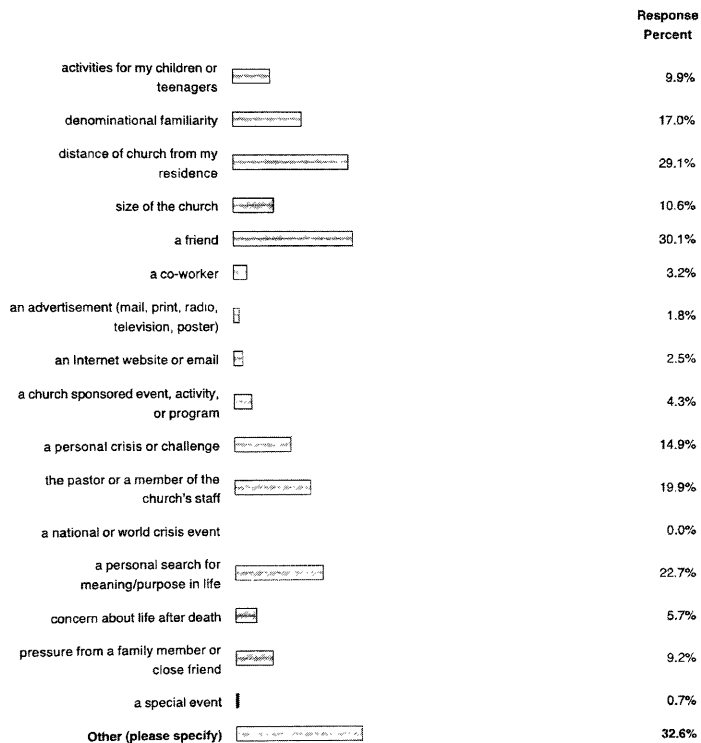 Response
Percent
activities for my children or
teenagers
9.9%
denominational familiarity
17.0%
distance of church from my
residence
29.1%
size of the church
10.6%
a friend
30.1%
a co-worker
3.2%
an advertisement (mail, print, radio,
television, poster)
1.8%
an Internet website or email
2.5%
a church sponsored event, activity,
or program
4.3%
a personal crisis or challenge
14.9%
the pastor or a member of the
church's staff
19.9%
a national or world crisis event
0.0%
a personal search for
meaning/purpose in life
22.7%
concern about life after death
5.7%
pressure from a family member or
close friend
9.2%
a special event
0.7%
Other (please specify)
32.6%